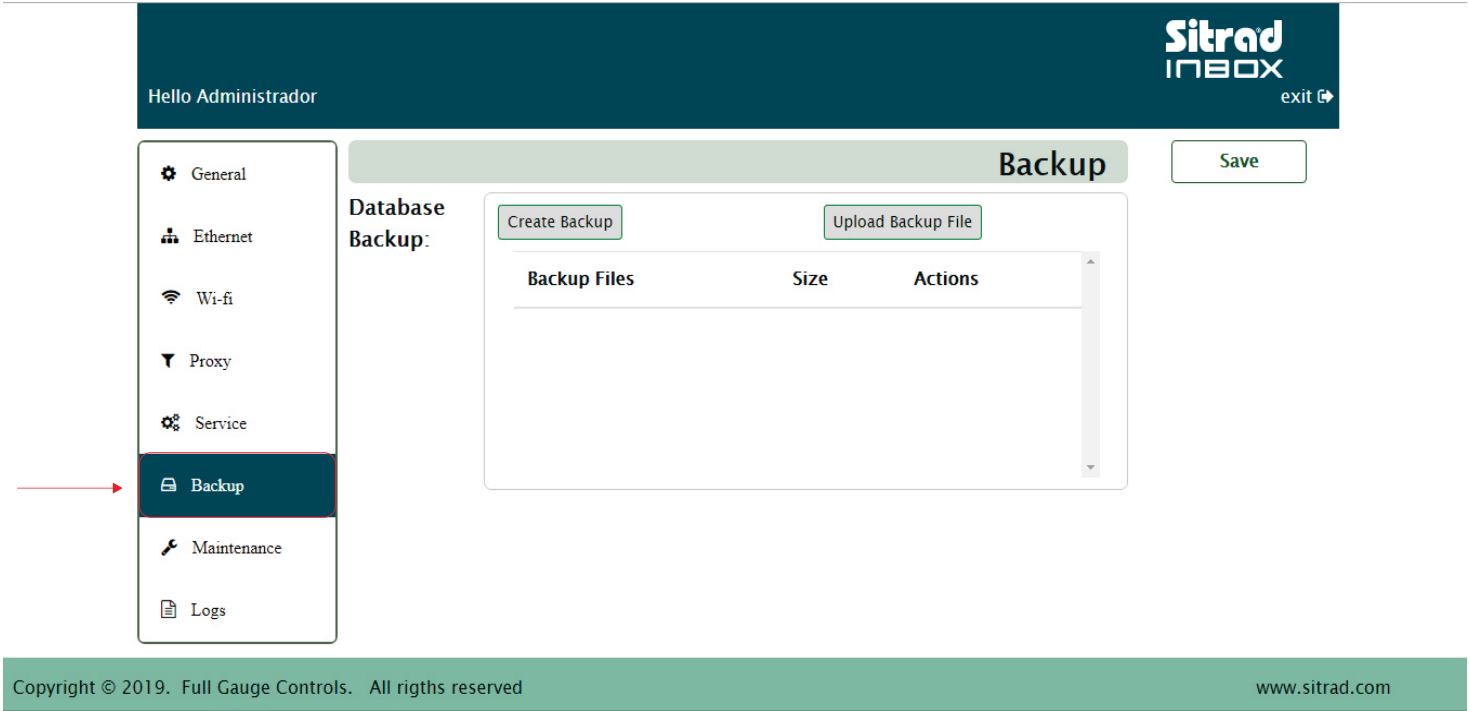 Sitrad
INBOX
Hello Administrador
exit
General
Ethernet
Wi-fi
Proxy
Service
Backup
Maintenance
Logs
Backup
Save
Database
Backup:
Create Backup
Upload Backup File
Backup Files Size Actions
Copyright © 2019. Full Gauge Controls. All rigths reserved
www.sitrad.com